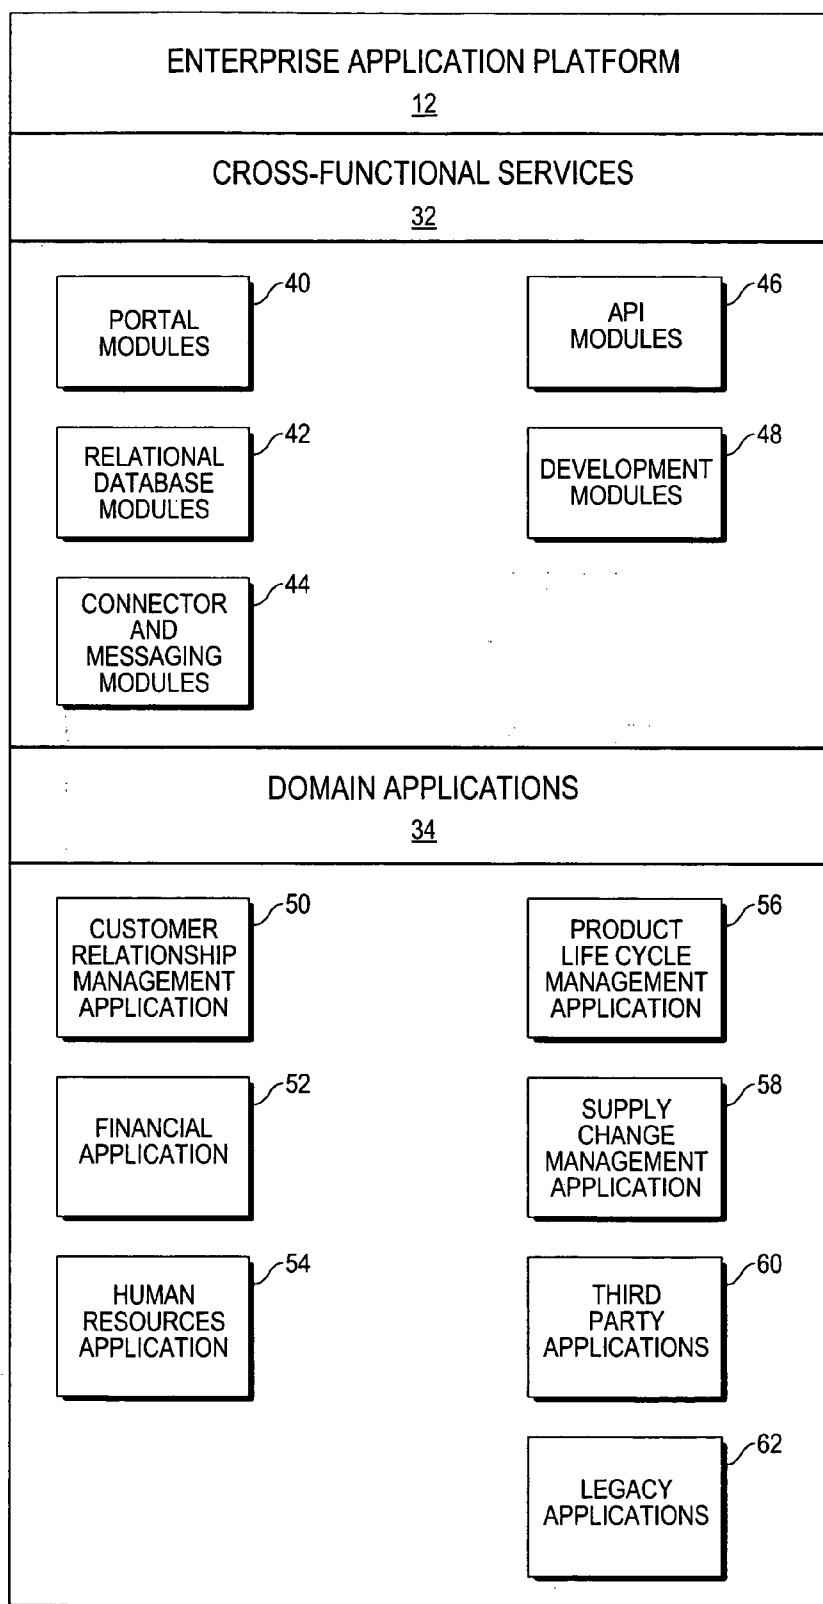 ENTERPRISE APPLICATION PLATFORM
12
CROSS-FUNCTIONAL SERVICES
32
PORTAL
MODULES
40
API
MODULES
46
RELATIONAL
DATABASE
MODULES
42
DEVELOPMENT
MODULES
48
CONNECTOR
AND
MESSAGING
MODULES
44
DOMAIN APPLICATIONS
34
CUSTOMER
RELATIONSHIP
MANAGEMENT
APPLICATION
50
PRODUCT
LIFE CYCLE
MANAGEMENT
APPLICATION
56
FINANCIAL
APPLICATION
52
SUPPLY
CHANGE
MANAGEMENT
APPLICATION
58
HUMAN
RESOURCES
APPLICATION
54
THIRD
PARTY
APPLICATIONS
60
LEGACY
APPLICATIONS
62